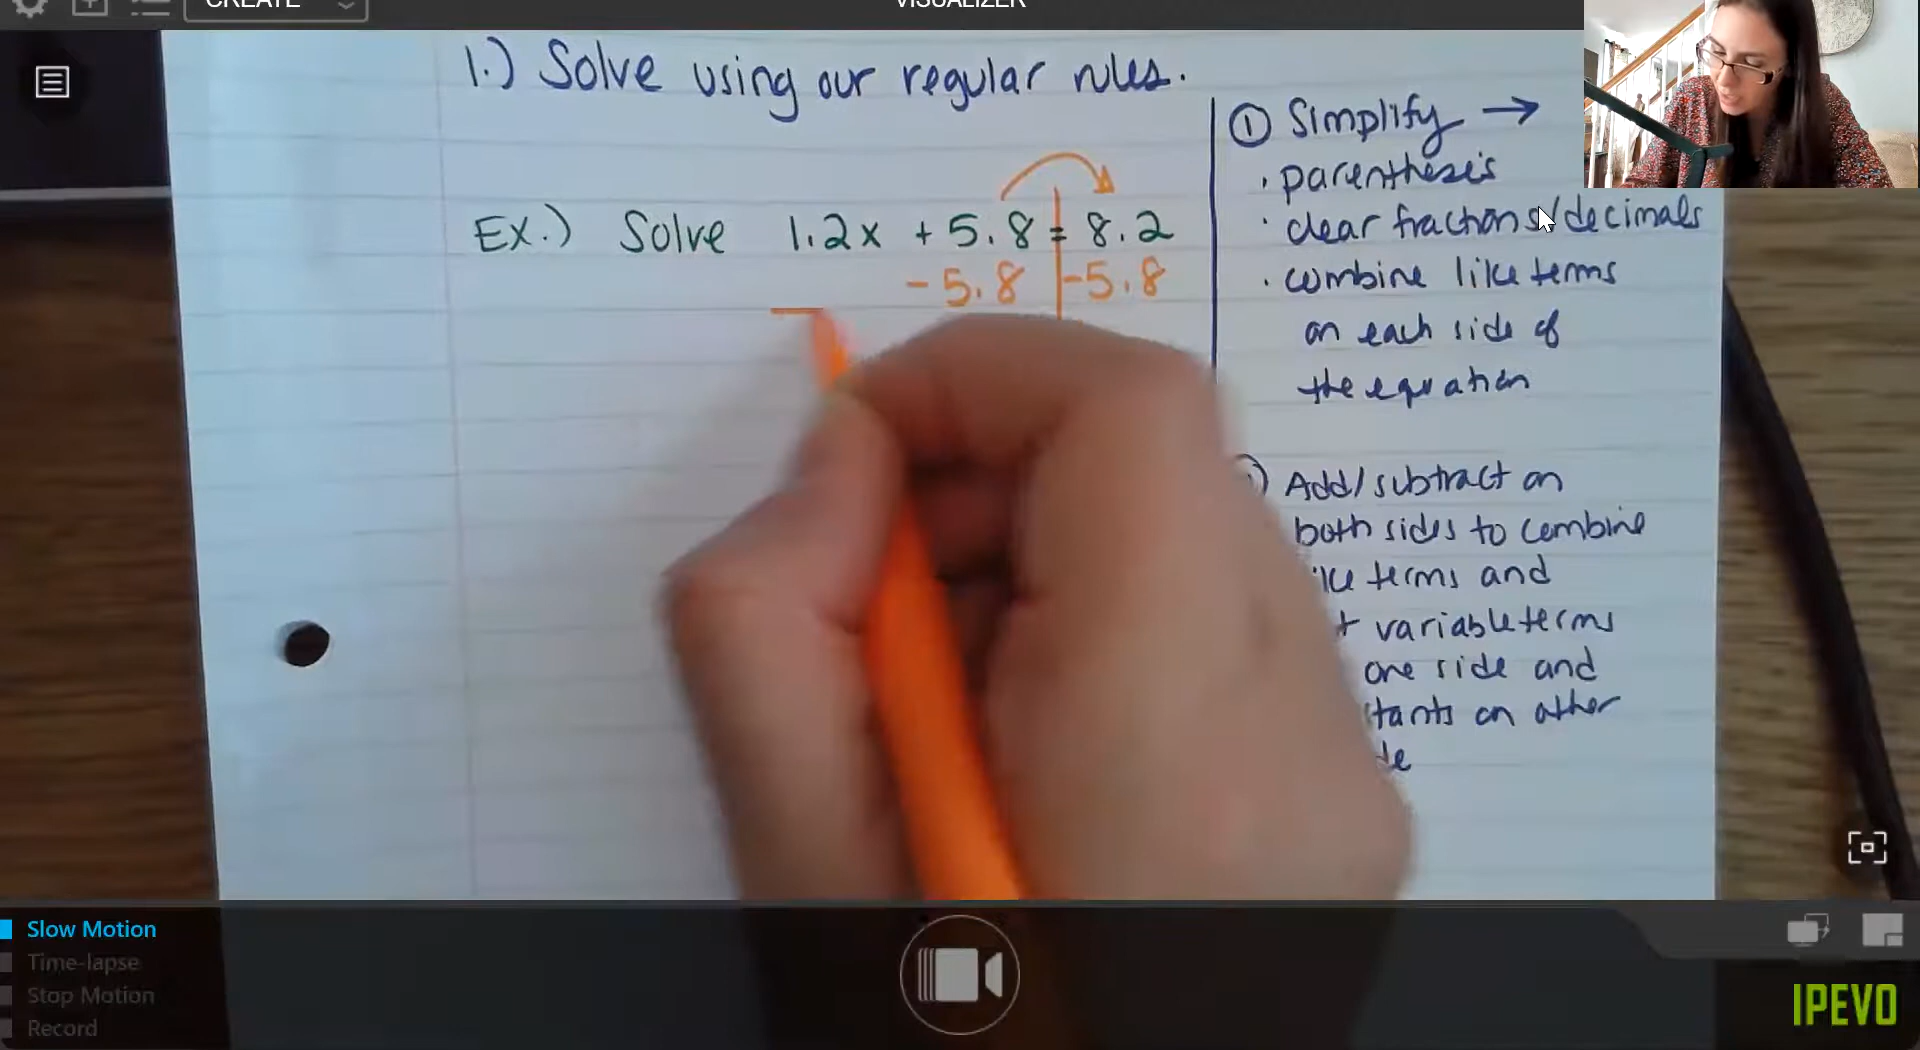 CREATE
VISUALIZER
1.) Solve using our regular rules.
Ex.) Solve 1.2x + 5.8 = 8.2
-5.8 -5.8
① Simplify →
· parenthesis
· clear fractions/decimals
· combine like terms
on each side of
the equation
Add/subtract on
both sides to combine
terms and
variable terms
one side and
on other
Slow Motion
Time-lapse
Stop Motion
Record
IPEVO